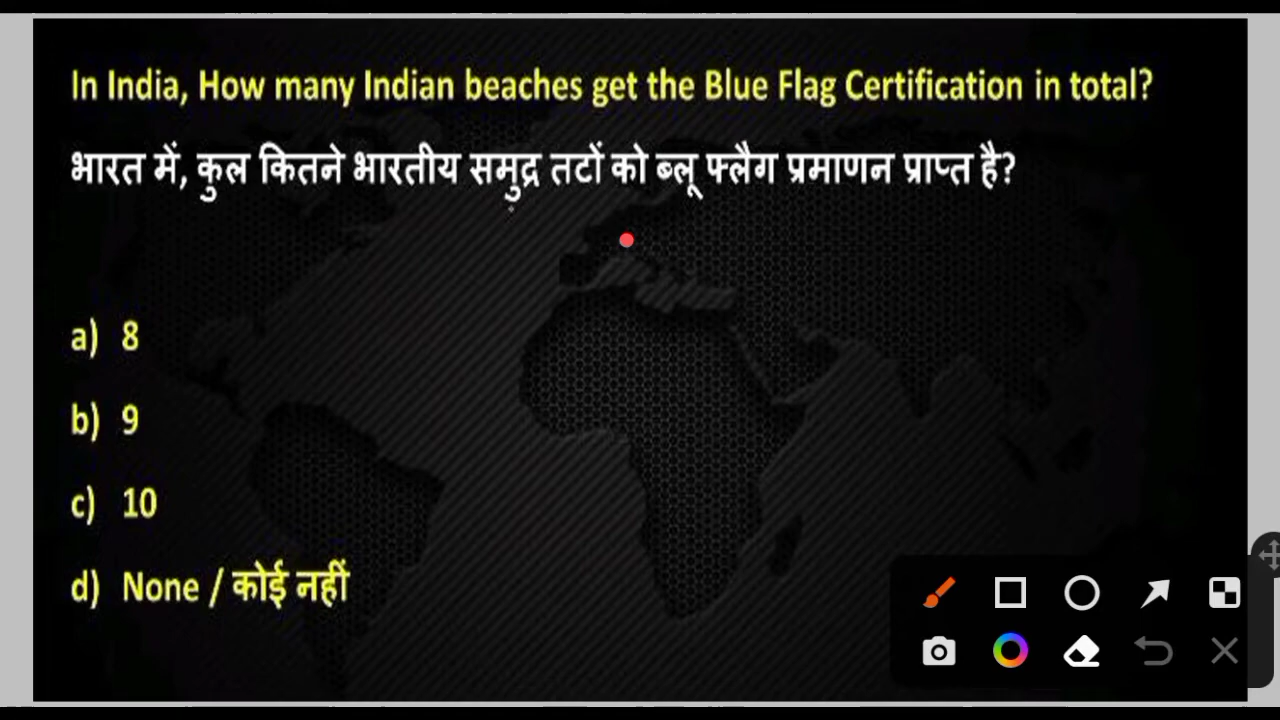 In India, How many Indian beaches get the Blue Flag Certification in total?
भारत में, कुल कितने भारतीय समुद्र तटों को ब्लू फ्लैग प्रमाणन प्राप्त है?
a) 8
b) 9
c) 10
d) None / कोई नहीं